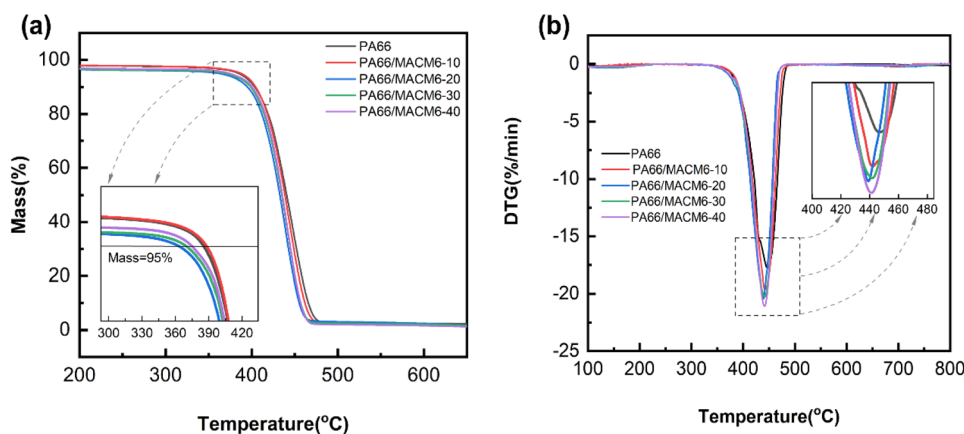 (a)
100
80
60
40
20
0
Mass(%)
200 300 400 500 600
Temperature(°C)
PA66
PA66/MACM6-10
PA66/MACM6-20
PA66/MACM6-30
PA66/MACM6-40
Mass=95%
300 330 360 390 420
(b)
0
-5
-10
-15
-20
-25
DTG(%/min)
100 200 300 400 500 600 700 800
Temperature(°C)
PA66
PA66/MACM6-10
PA66/MACM6-20
PA66/MACM6-30
PA66/MACM6-40
400 420 440 460 480